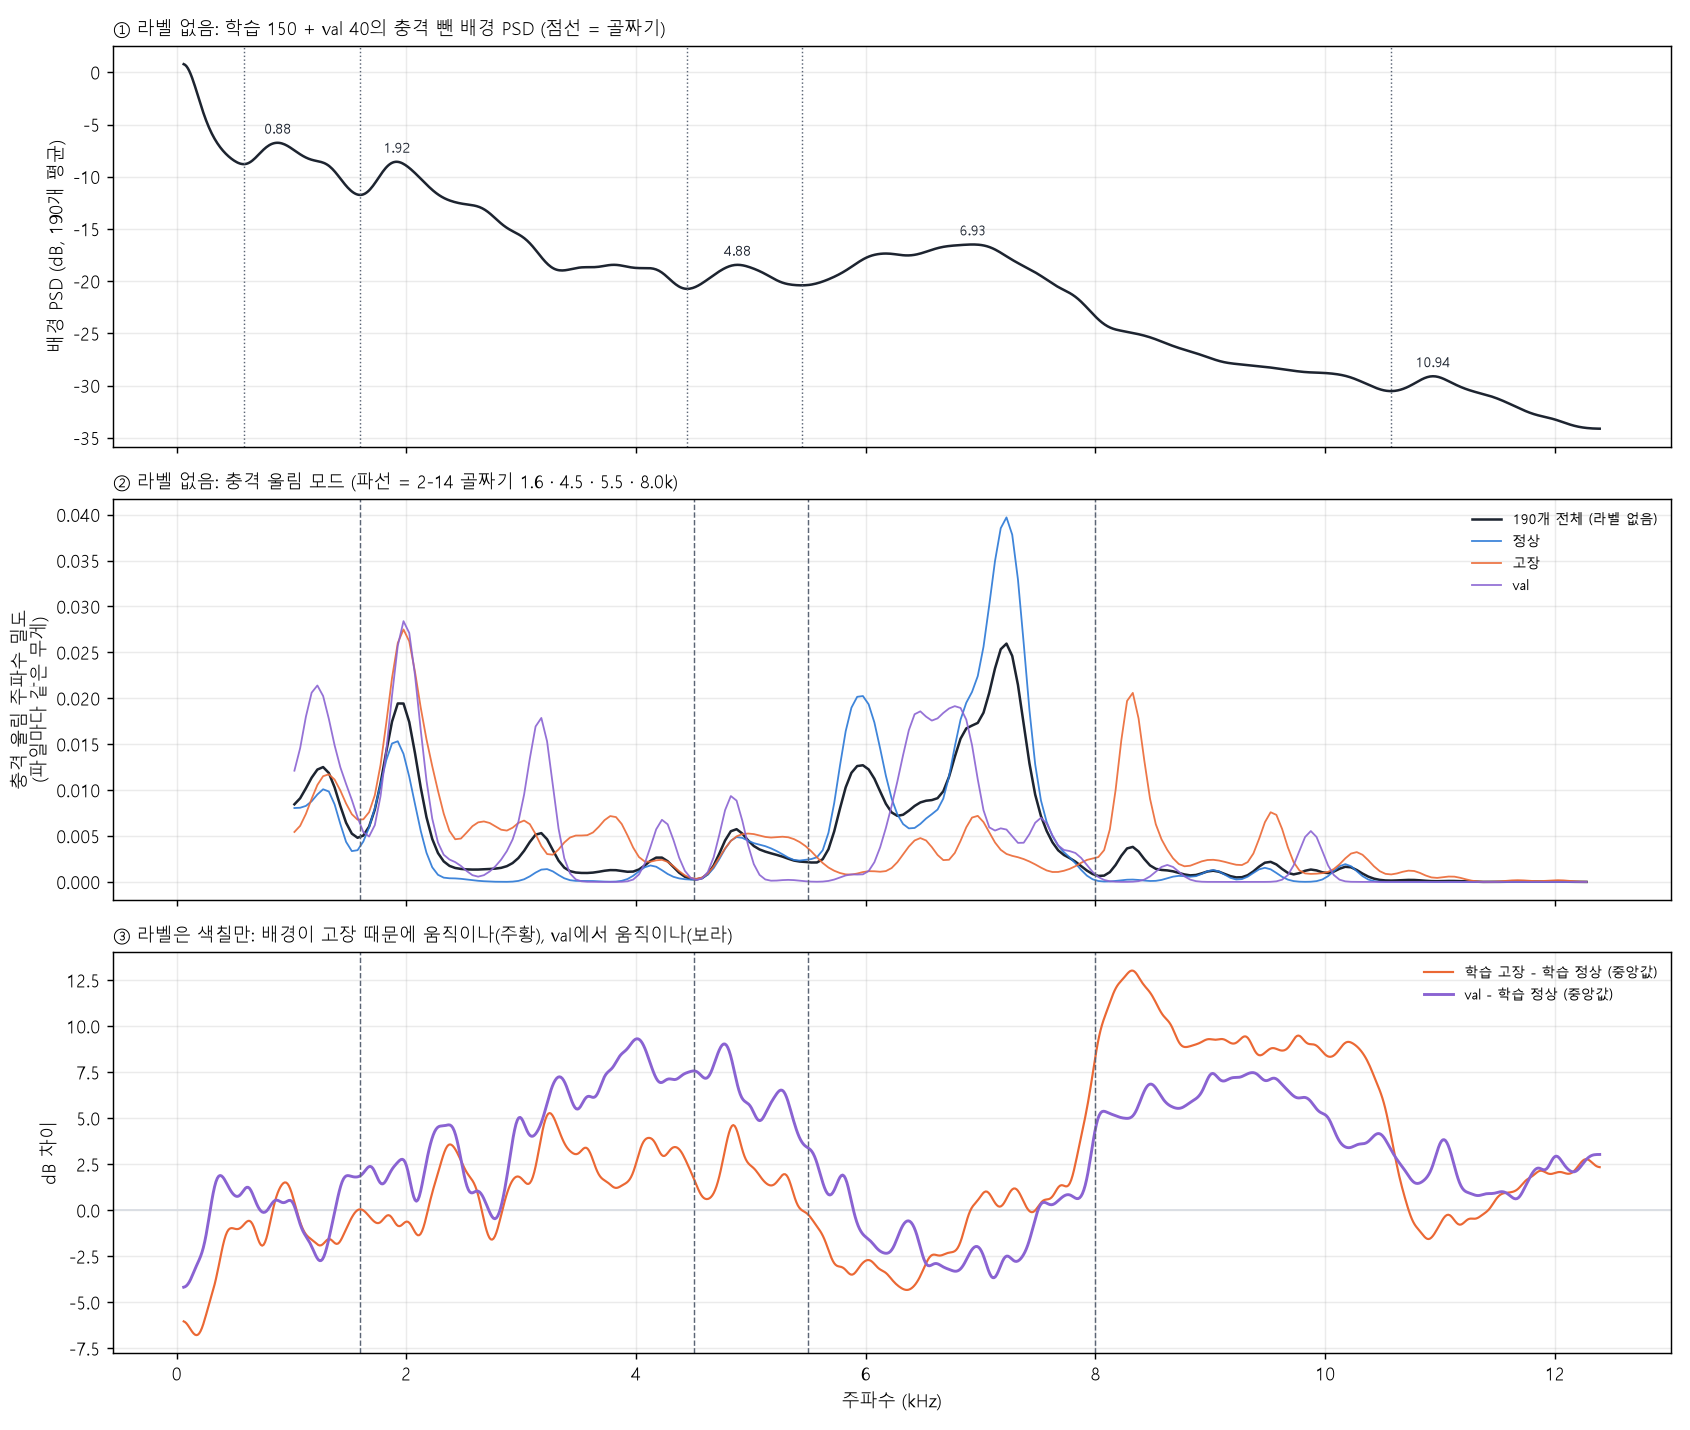 ① 라벨 없음: 학습 150 + val 40의 충격 뺀 배경 PSD (점선 = 골짜기)
배경 PSD (dB, 190개 평균)
0
-5
-10
-15
-20
-25
-30
-35
0.88
1.92
4.88
6.93
10.94
② 라벨 없음: 충격 울림 모드 (파선 = 2-14 골짜기 1.6 · 4.5 · 5.5 · 8.0k)
충격 울림 주파수 밀도
(파일마다 같은 무게)
0.040
0.035
0.030
0.025
0.020
0.015
0.010
0.005
0.000
190개 전체 (라벨 없음)
정상
고장
val
③ 라벨은 색칠만: 배경이 고장 때문에 움직이나(주황), val에서 움직이나(보라)
dB 차이
12.5
10.0
7.5
5.0
2.5
0.0
-2.5
-5.0
-7.5
학습 고장 - 학습 정상 (중앙값)
val - 학습 정상 (중앙값)
0
2
4
6
8
10
12
주파수 (kHz)